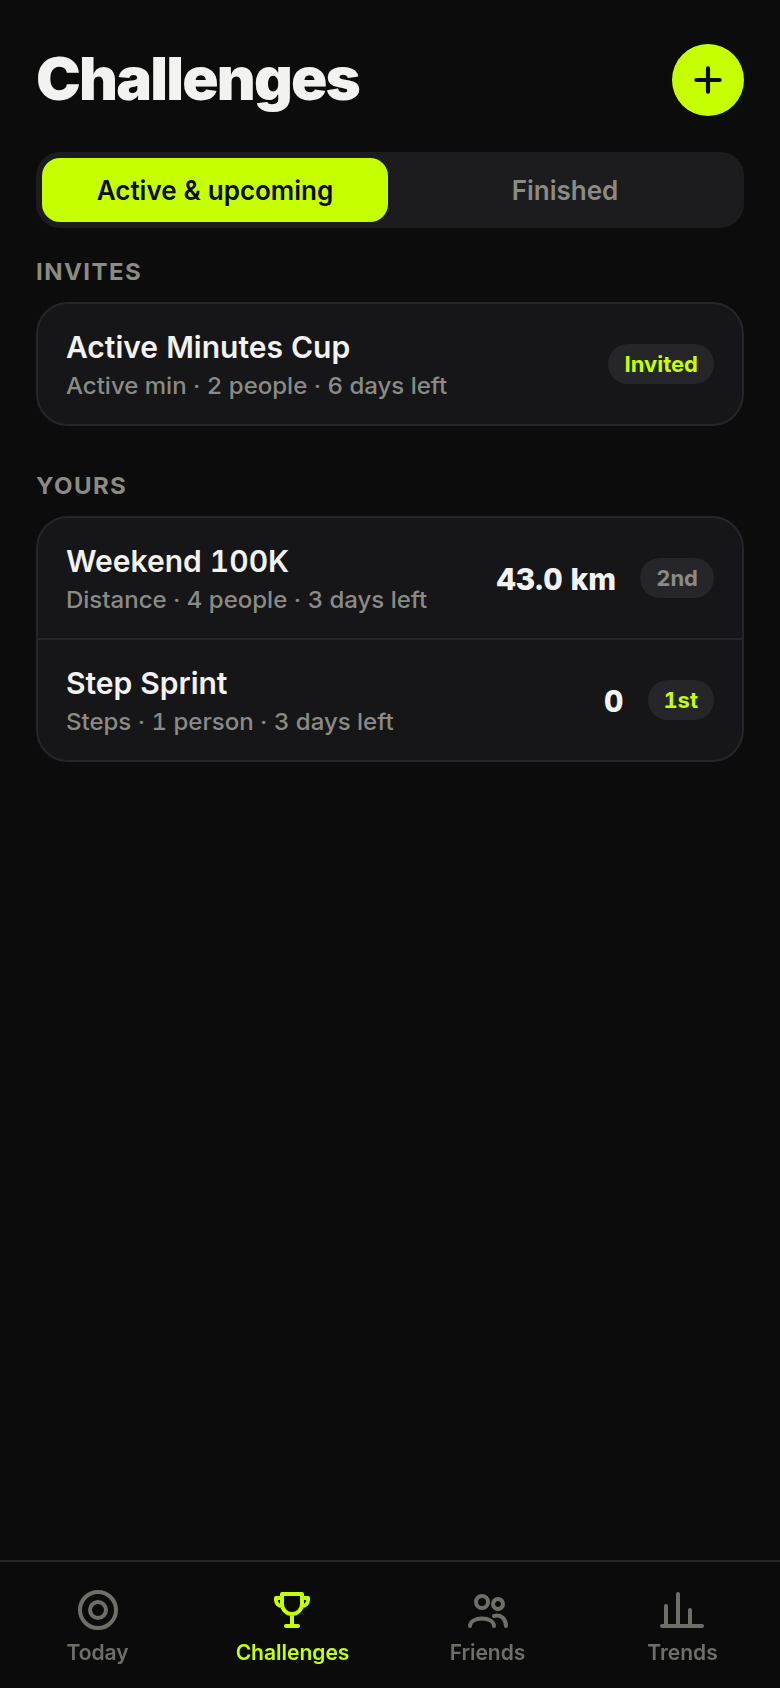 Challenges
Active & upcoming
Finished
INVITES
Active Minutes Cup
Active min · 2 people · 6 days left
Invited
YOURS
Weekend 100K
Distance · 4 people · 3 days left
43.0 km
2nd
Step Sprint
Steps · 1 person · 3 days left
0
1st
Today
Challenges
Friends
Trends